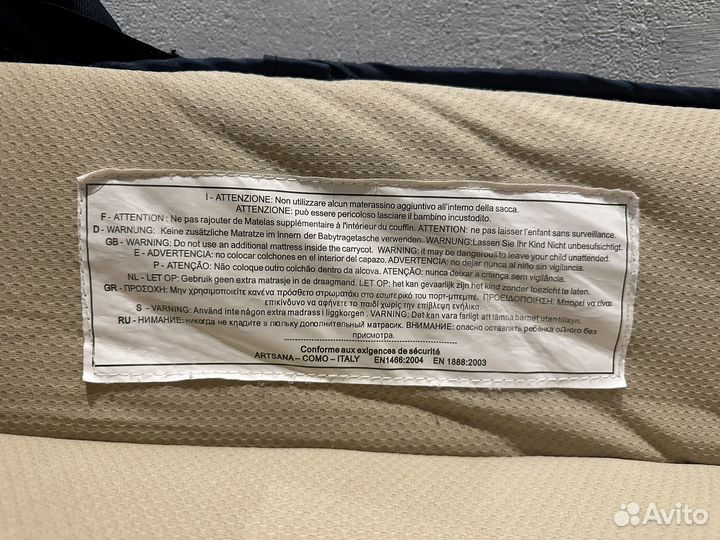 I - ATTENZIONE: Non utilizzare alcun materassino aggiuntivo all'interno della sacca.
ATTENZIONE: può essere pericoloso lasciare il bambino incustodito.
F - ATTENTION : Ne pas rajouter de Matelas supplémentaire à l'intérieur du couffin. ATTENTION : ne pas laisser l'enfant sans surveillance.
D - WARNUNG: Keine zusätzliche Matratze im Innern der Babytragetasche verwenden. WARNUNG:Lassen Sie Ihr Kind Nicht unbeaufsichtigt.
GB - WARNING: Do not use an additional mattress inside the carrycot. WARNING: it may be dangerous to leave your child unattended.
E - ADVERTENCIA: no colocar colchones en el interior del capazo. ADVERTENCIA: no dejar nunca al niño sin vigilancia.
P - ATENÇÃO: Não coloque outro colchão dentro da alcova. ATENÇÃO: nunca deixar a criança sem vigilância.
NL - LET OP: Gebruik geen extra matrasje in de draagmand. LET OP: het kan gevaarlijk zijn het kind zonder toezicht te laten.
GR - ΠΡΟΣΟΧΗ: Μην χρησιμοποιείτε κανένα πρόσθετο στρωματάκι στο εσωτερικό του πορτ-μπεμπέ. ΠΡΟΕΙΔΟΠΟΙΗΣΗ: Μπορεί να είναι
επικίνδυνο να αφήνετε το παιδί χωρίς την επίβλεψη ενήλικα.
S - VARNING: Använd inte någon extra madrass i liggkorgen . VARNING: Det kan vara farligt att lämna barnet utan tillsyn.
RU - НИМАНИЕ: никогда не кладите в люльку дополнительный матрасик. ВНИМАНИЕ: опасно оставлять ребёнка одного без
присмотра.
Conforme aux exigences de sécurité
ARTSANA – COMO – ITALY EN1466:2004 EN 1888:2003
Avito